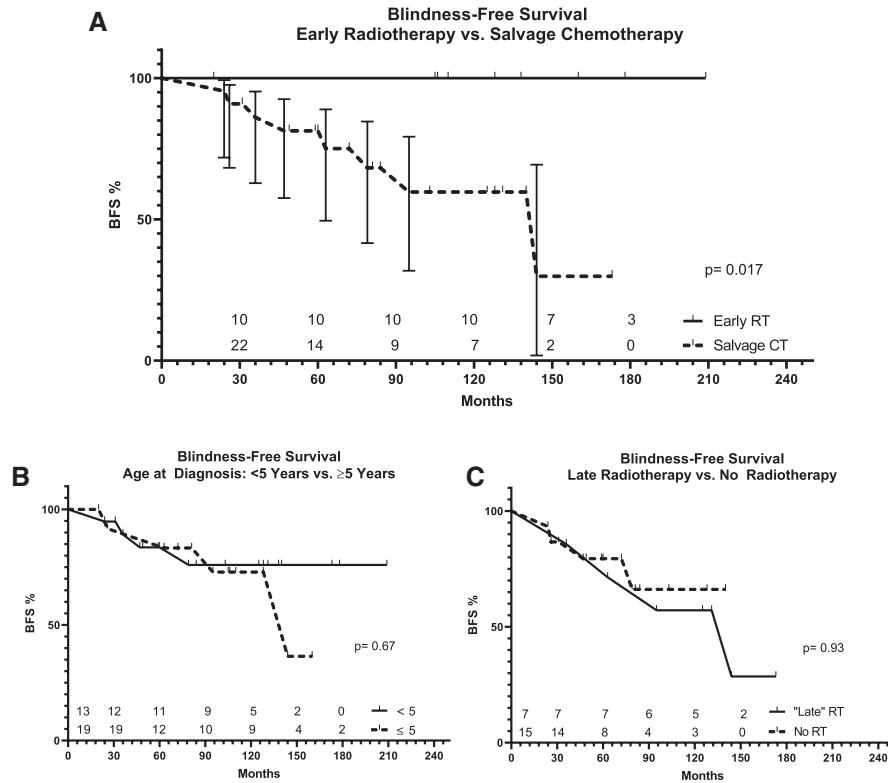 A
Blindness-Free Survival
Early Radiotherapy vs. Salvage Chemotherapy
100
50
0
BFS %
p= 0.017
10 10 10 10 7 3 Early RT
22 14 9 7 2 0 Salvage CT
0 30 60 90 120 150 180 210 240
Months
B
Blindness-Free Survival
Age at Diagnosis: <5 Years vs. ≥5 Years
100
50
0
BFS %
p= 0.67
13 12 11 9 5 2 0 < 5
19 19 12 10 9 4 2 ≤ 5
0 30 60 90 120 150 180 210 240
Months
C
Blindness-Free Survival
Late Radiotherapy vs. No Radiotherapy
100
50
0
BFS %
p= 0.93
7 7 7 6 5 2 "Late" RT
15 14 8 4 3 0 No RT
0 30 60 90 120 150 180 210 240
Months